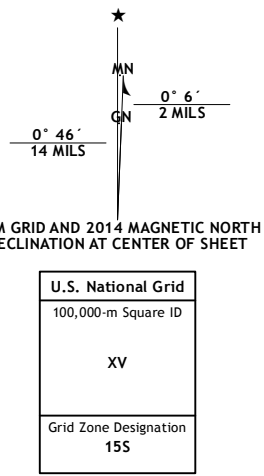 ★
MN
GN
0° 46´
14 MILS
0° 6´
2 MILS
M GRID AND 2014 MAGNETIC NORTH
ECLINATION AT CENTER OF SHEET
U.S. National Grid
100,000-m Square ID
XV
Grid Zone Designation
15S